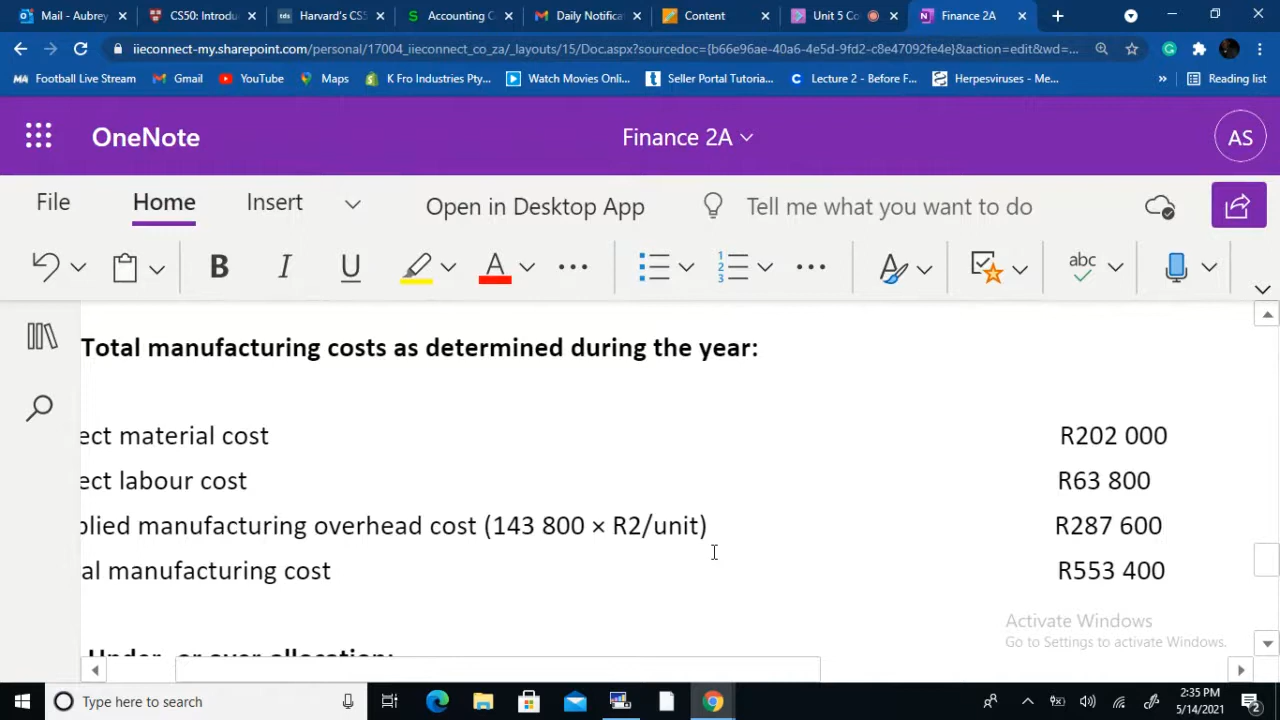 Mail - Aubrey
CS50: Introdu
Harvard's CS5
Accounting C
Daily Notifica
Content
Unit 5 Co
Finance 2A
iieconnect-my.sharepoint.com/personal/17004_iieconnect_co_za/_layouts/15/Doc.aspx?sourcedoc={b66e96ae-40a6-4e5d-9fd2-c8e47092fe4e}&action=edit&wd=...
Football Live Stream
Gmail
YouTube
Maps
K Fro Industries Pty...
Watch Movies Onli...
Seller Portal Tutoria...
Lecture 2 - Before F...
Herpesviruses - Me...
»
Reading list
OneNote
Finance 2A
AS
File
Home
Insert
Open in Desktop App
Tell me what you want to do
B
I
U
A
abc
Total manufacturing costs as determined during the year:
ect material cost R202 000
ect labour cost R63 800
plied manufacturing overhead cost (143 800 × R2/unit) R287 600
al manufacturing cost R553 400
Activate Windows
Go to Settings to activate Windows.
Under- or over allocation:
Type here to search
2:35 PM
5/14/2021
2